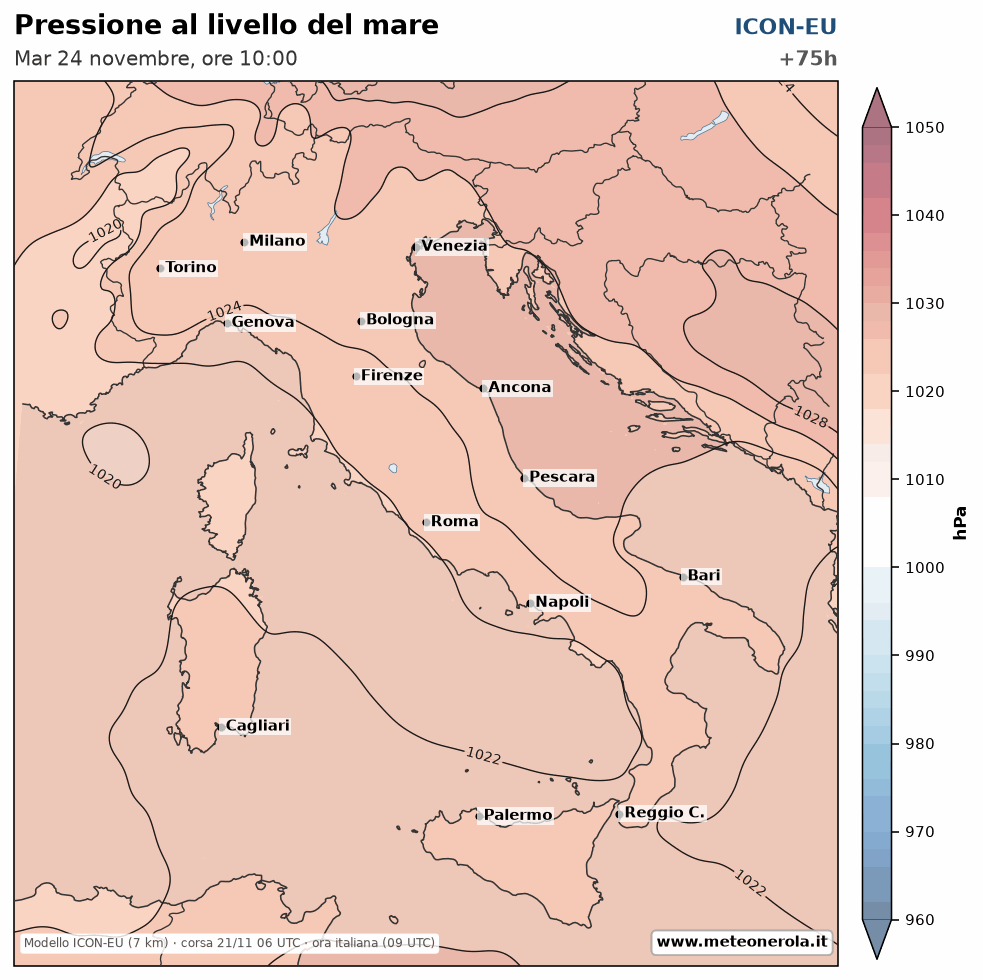 Pressione al livello del mare
ICON-EU
Mar 24 novembre, ore 10:00
+75h
1020
Milano
Venezia
Torino
1024
Genova
Bologna
Firenze
Ancona
1028
1020
Pescara
Roma
Bari
Napoli
Cagliari
1022
Palermo
Reggio C.
1022
Modello ICON-EU (7 km) · corsa 21/11 06 UTC · ora italiana (09 UTC)
www.meteonerola.it
1050
1040
1030
1020
1010
1000
990
980
970
960
hPa